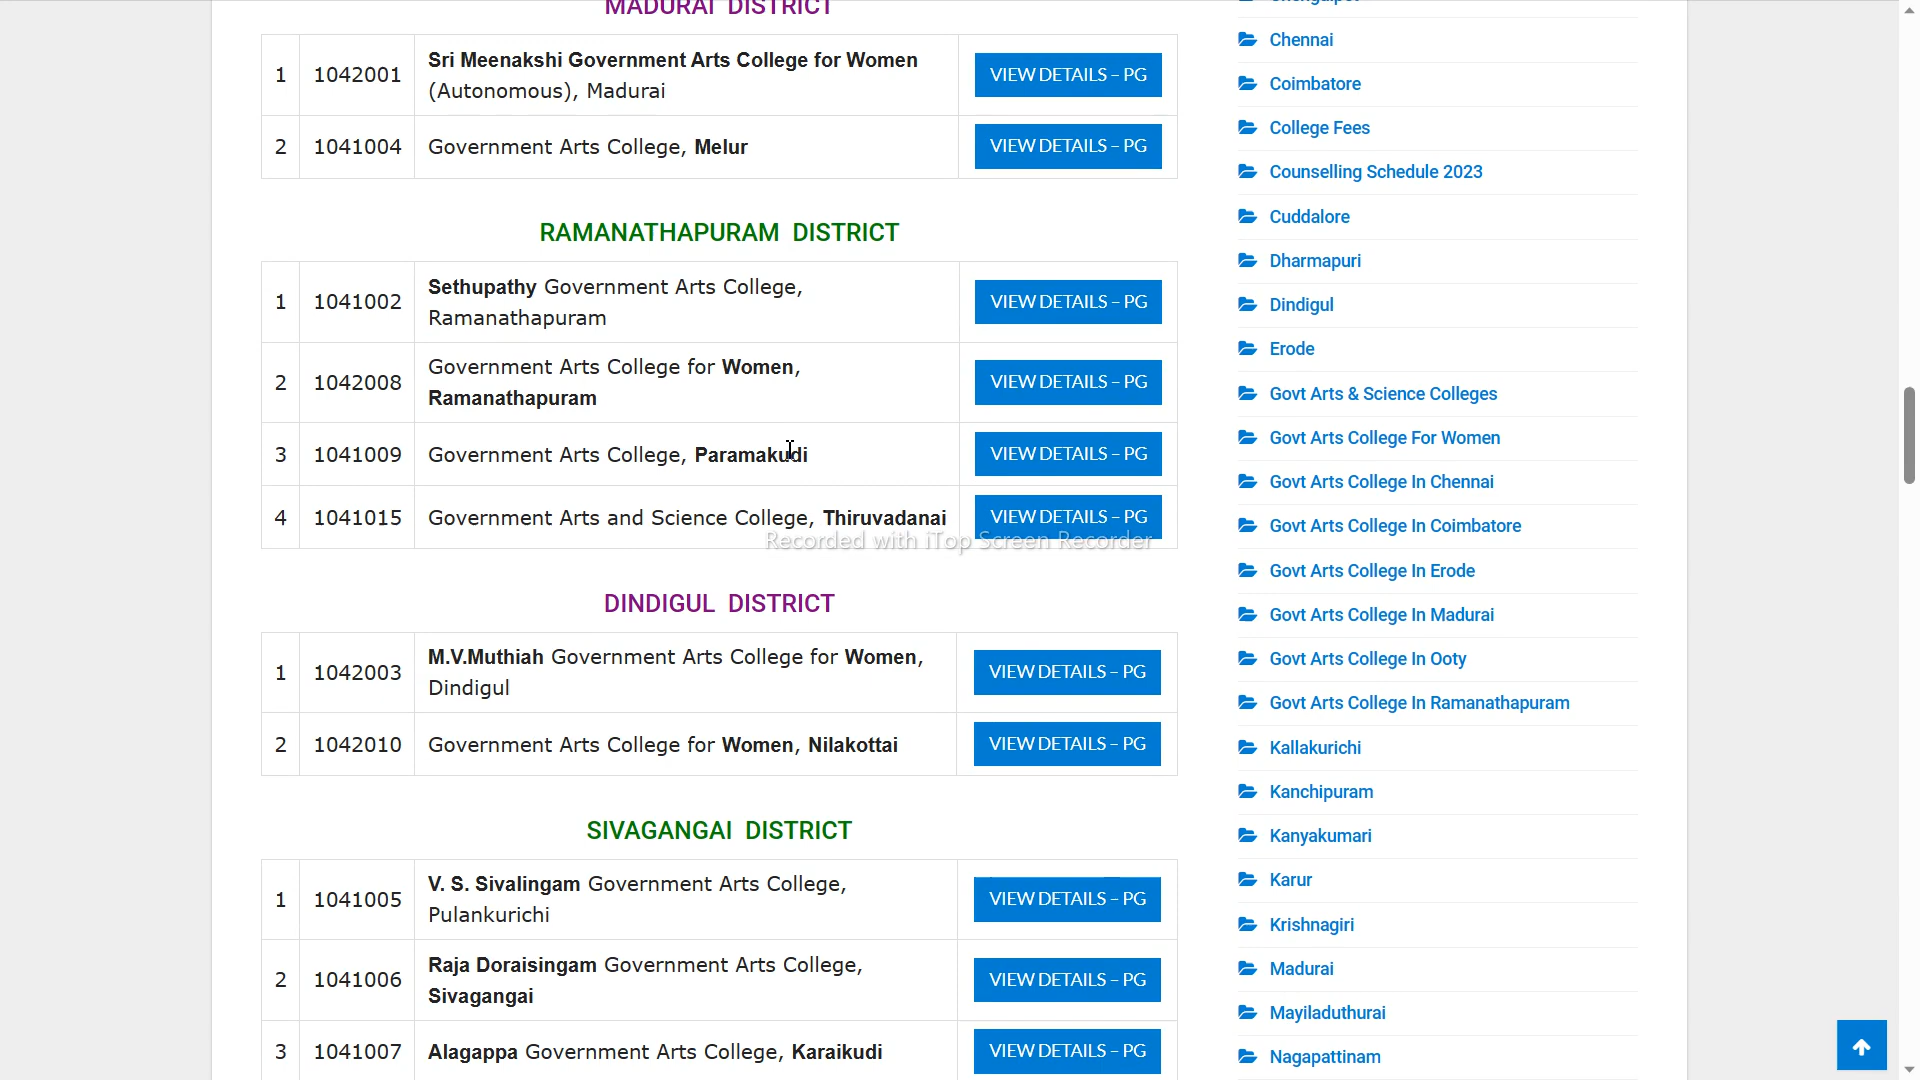 MADURAI DISTRICT
1 1042001 Sri Meenakshi Government Arts College for Women
(Autonomous), Madurai VIEW DETAILS – PG
2 1041004 Government Arts College, Melur VIEW DETAILS – PG
RAMANATHAPURAM DISTRICT
1 1041002 Sethupathy Government Arts College,
Ramanathapuram VIEW DETAILS – PG
2 1042008 Government Arts College for Women,
Ramanathapuram VIEW DETAILS – PG
3 1041009 Government Arts College, Paramakudi VIEW DETAILS – PG
4 1041015 Government Arts and Science College, Thiruvadanai VIEW DETAILS – PG
Recorded with iTop Screen Recorder
DINDIGUL DISTRICT
1 1042003 M.V.Muthiah Government Arts College for Women,
Dindigul VIEW DETAILS – PG
2 1042010 Government Arts College for Women, Nilakottai VIEW DETAILS – PG
SIVAGANGAI DISTRICT
1 1041005 V. S. Sivalingam Government Arts College,
Pulankurichi VIEW DETAILS – PG
2 1041006 Raja Doraisingam Government Arts College,
Sivagangai VIEW DETAILS – PG
3 1041007 Alagappa Government Arts College, Karaikudi VIEW DETAILS – PG
Chennai
Coimbatore
College Fees
Counselling Schedule 2023
Cuddalore
Dharmapuri
Dindigul
Erode
Govt Arts & Science Colleges
Govt Arts College For Women
Govt Arts College In Chennai
Govt Arts College In Coimbatore
Govt Arts College In Erode
Govt Arts College In Madurai
Govt Arts College In Ooty
Govt Arts College In Ramanathapuram
Kallakurichi
Kanchipuram
Kanyakumari
Karur
Krishnagiri
Madurai
Mayiladuthurai
Nagapattinam